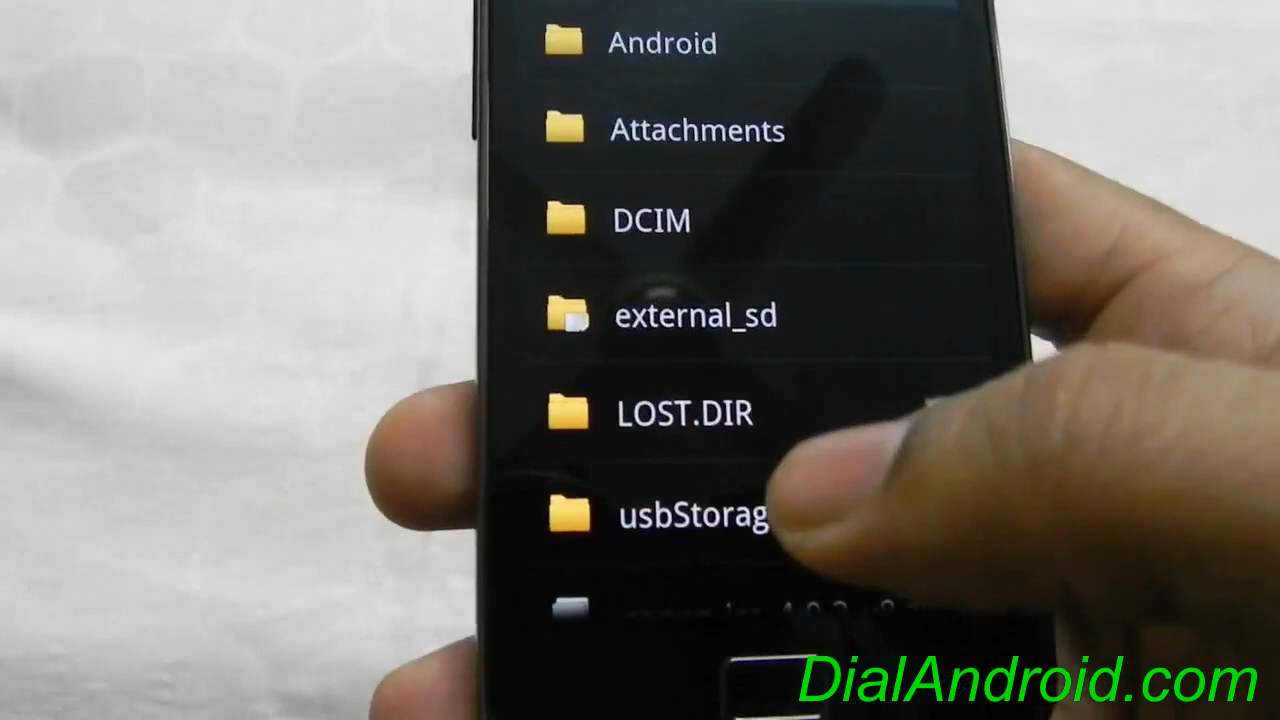 Android
Attachments
DCIM
external_sd
LOST.DIR
usbStorag
DialAndroid.com